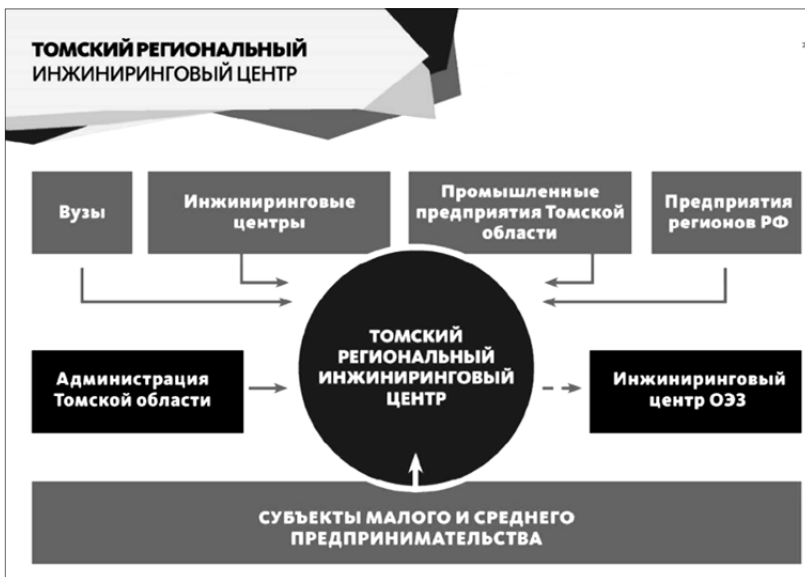 ТОМСКИЙ РЕГИОНАЛЬНЫЙ
ИНЖИНИРИНГОВЫЙ ЦЕНТР
Вузы
Инжиниринговые
центры
Промышленные
предприятия Томской
области
Предприятия
регионов РФ
ТОМСКИЙ
РЕГИОНАЛЬНЫЙ
ИНЖИНИРИНГОВЫЙ
ЦЕНТР
Администрация
Томской области
Инжиниринговый
центр ОЭЗ
СУБЪЕКТЫ МАЛОГО И СРЕДНЕГО
ПРЕДПРИНИМАТЕЛЬСТВА